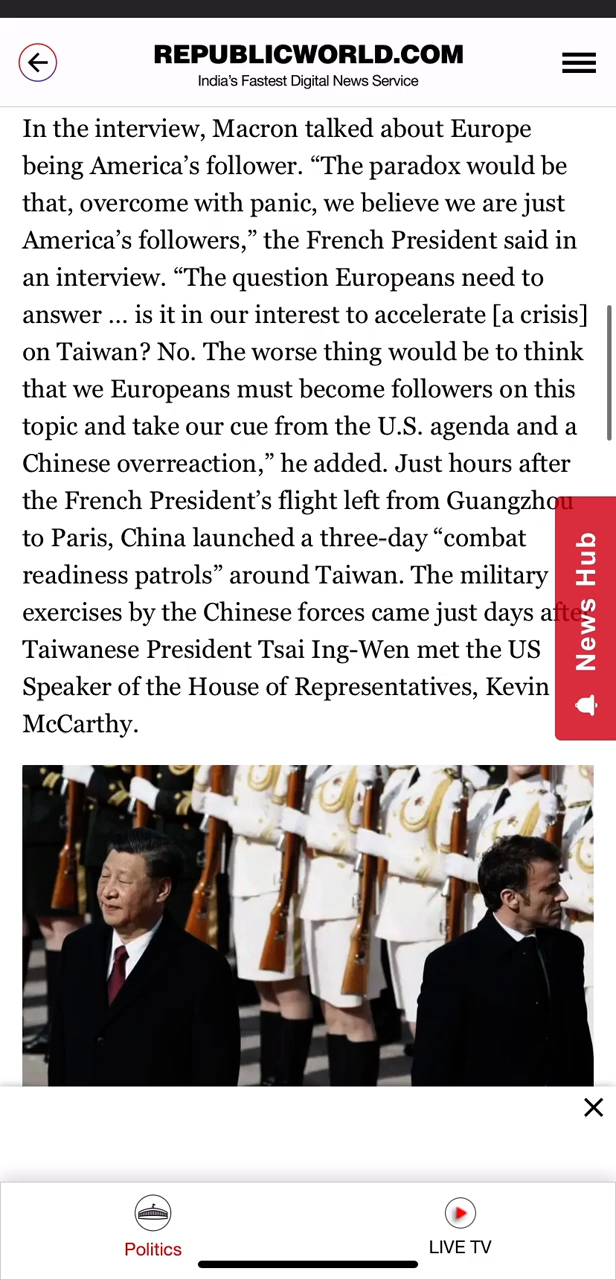 REPUBLICWORLD.COM
India's Fastest Digital News Service
In the interview, Macron talked about Europe
being America’s follower. “The paradox would be
that, overcome with panic, we believe we are just
America’s followers,” the French President said in
an interview. “The question Europeans need to
answer ... is it in our interest to accelerate [a crisis]
on Taiwan? No. The worse thing would be to think
that we Europeans must become followers on this
topic and take our cue from the U.S. agenda and a
Chinese overreaction,” he added. Just hours after
the French President’s flight left from Guangzhou
to Paris, China launched a three-day “combat
readiness patrols” around Taiwan. The military
exercises by the Chinese forces came just days after
Taiwanese President Tsai Ing-Wen met the US
Speaker of the House of Representatives, Kevin
McCarthy.
News Hub
Politics
LIVE TV